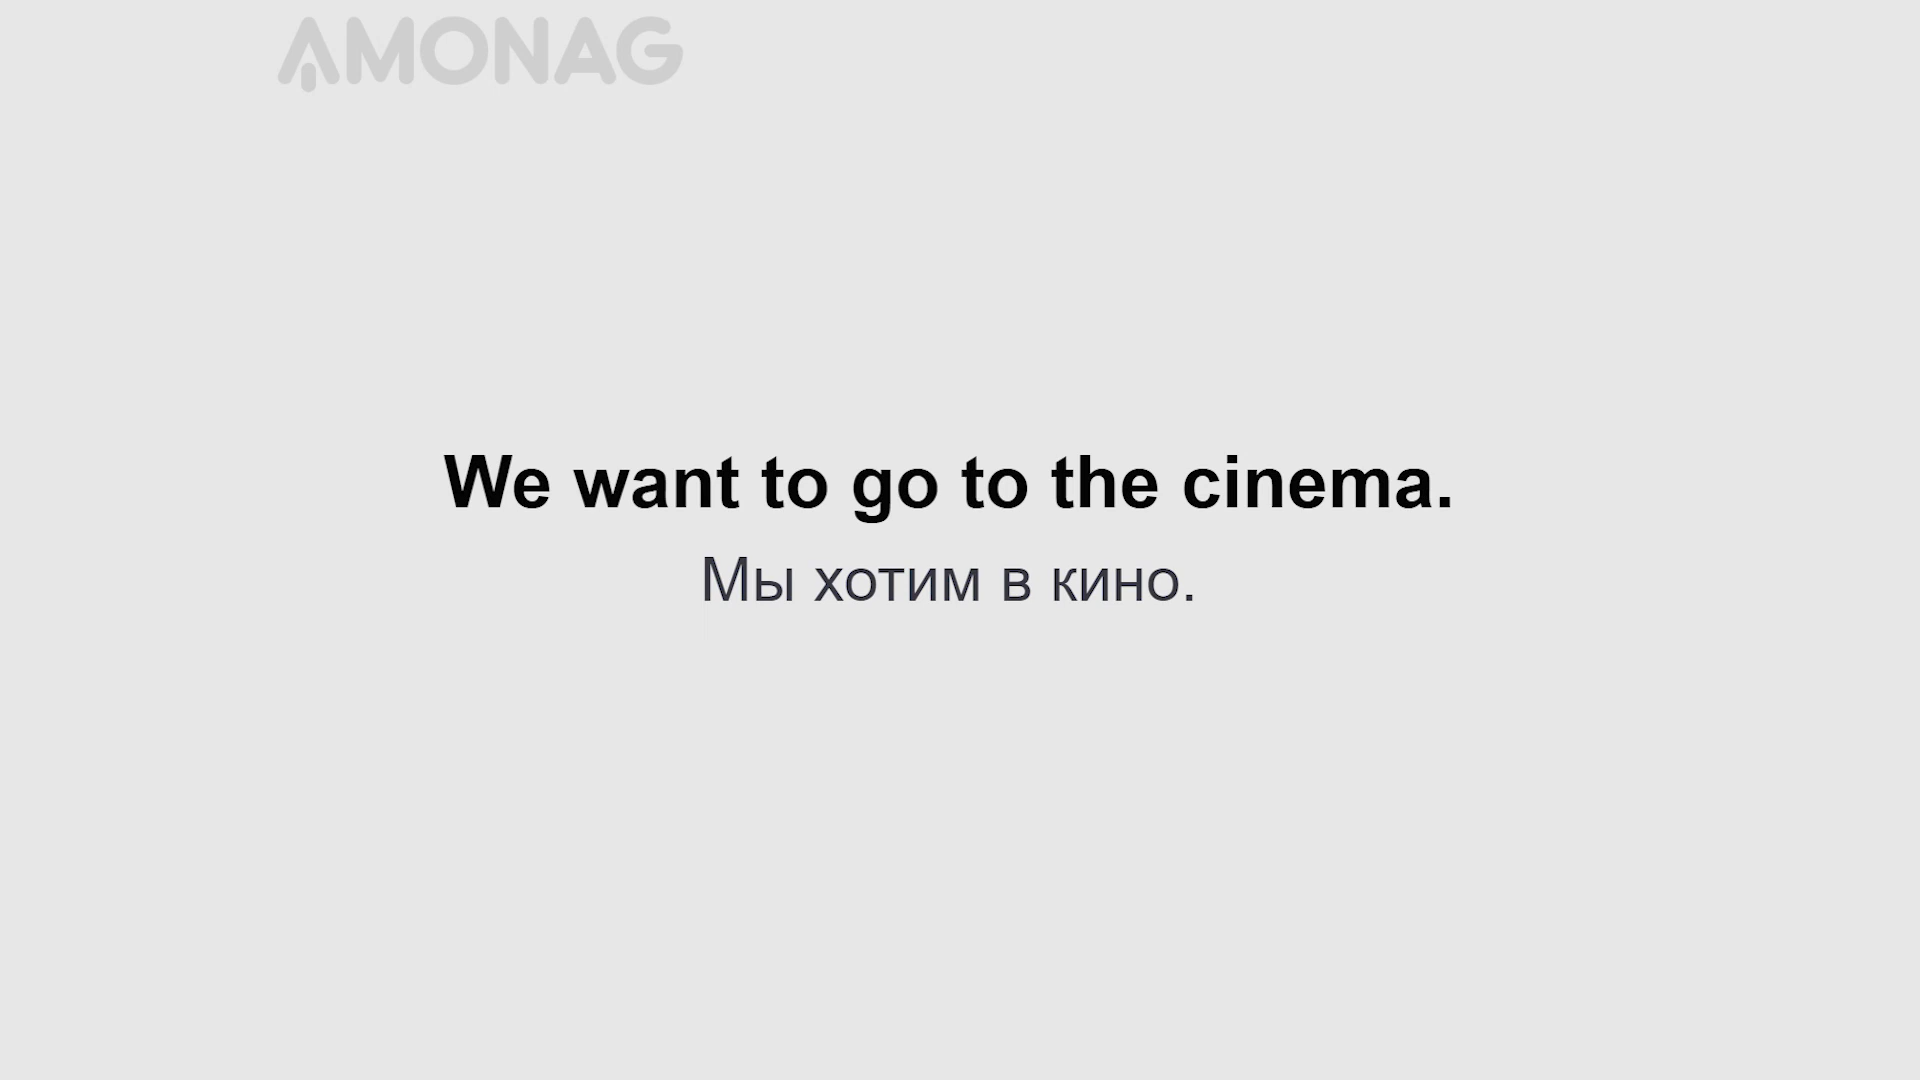 AMONAG
We want to go to the cinema.
Мы хотим в кино.